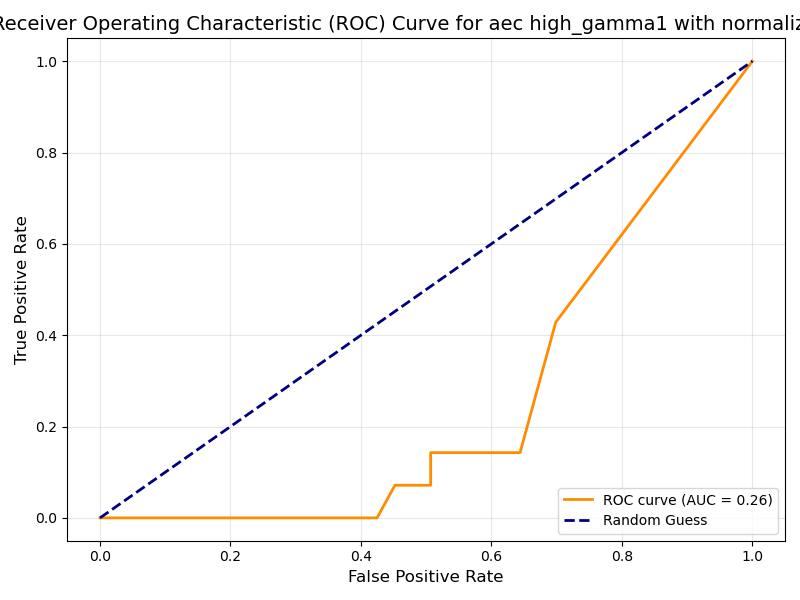 Receiver Operating Characteristic (ROC) Curve for aec high_gamma1 with normaliz
1.0
0.8
0.6
0.4
0.2
0.0
True Positive Rate
ROC curve (AUC = 0.26)
Random Guess
0.0 0.2 0.4 0.6 0.8 1.0
False Positive Rate